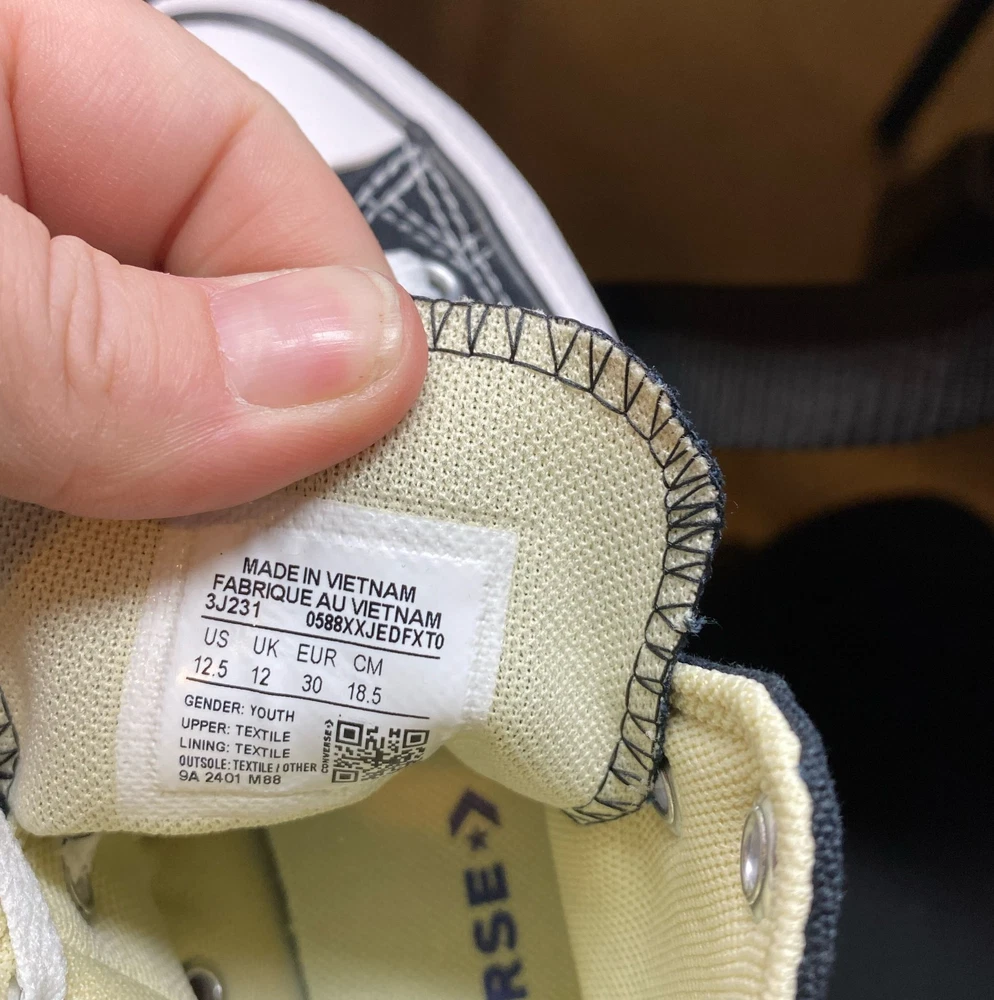 MADE IN VIETNAM
FABRIQUE AU VIETNAM
3J231 0588XXJEDFXT0
US UK EUR CM
12.5 12 30 18.5
GENDER: YOUTH
UPPER: TEXTILE
LINING: TEXTILE
OUTSOLE: TEXTILE / OTHER
9A 2401 M88
CONVERSE
ERSE